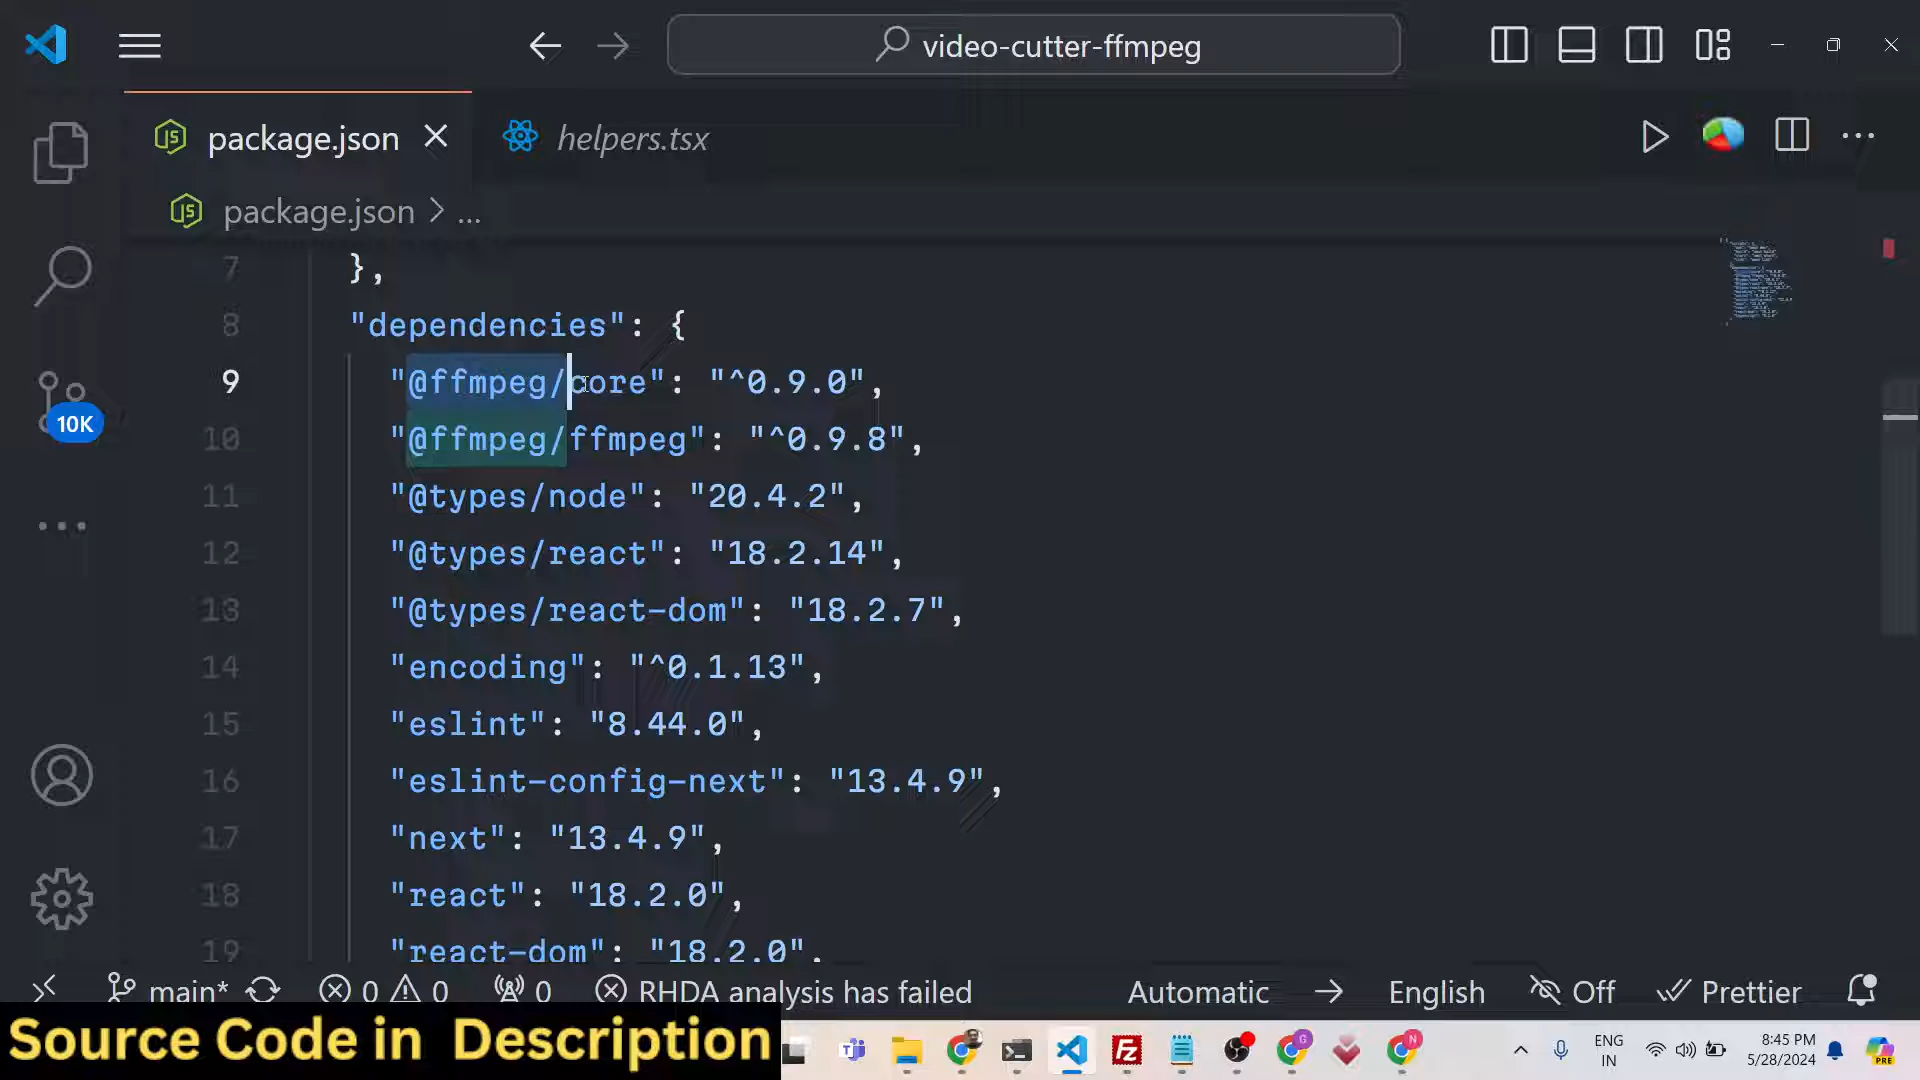 video-cutter-ffmpeg
package.json
helpers.tsx
package.json > ...
7 },
8 "dependencies": {
9 "@ffmpeg/core": "^0.9.0",
10 "@ffmpeg/ffmpeg": "^0.9.8",
11 "@types/node": "20.4.2",
12 "@types/react": "18.2.14",
13 "@types/react-dom": "18.2.7",
14 "encoding": "^0.1.13",
15 "eslint": "8.44.0",
16 "eslint-config-next": "13.4.9",
17 "next": "13.4.9",
18 "react": "18.2.0",
19 "react-dom": "18.2.0",
10K
main* 0 0 0 RHDA analysis has failed Automatic English Off Prettier
Source Code in Description
ENG
IN
8:45 PM
5/28/2024
PRE